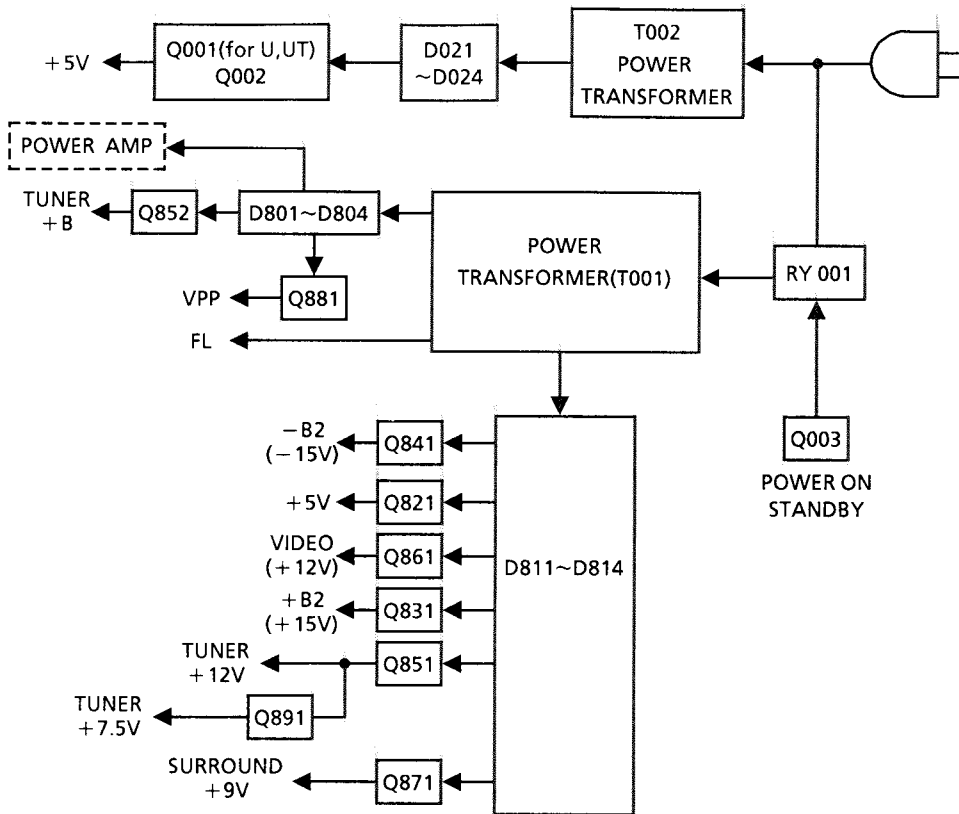 +5V
Q001(for U,UT)
Q002
D021
~D024
T002
POWER
TRANSFORMER
POWER AMP
TUNER
+B
Q852
D801~D804
VPP
Q881
FL
POWER
TRANSFORMER(T001)
RY 001
Q003
POWER ON
STANDBY
−B2
(−15V)
Q841
+5V
Q821
VIDEO
(+12V)
Q861
D811~D814
+B2
(+15V)
Q831
TUNER
+12V
Q851
TUNER
+7.5V
Q891
SURROUND
+9V
Q871